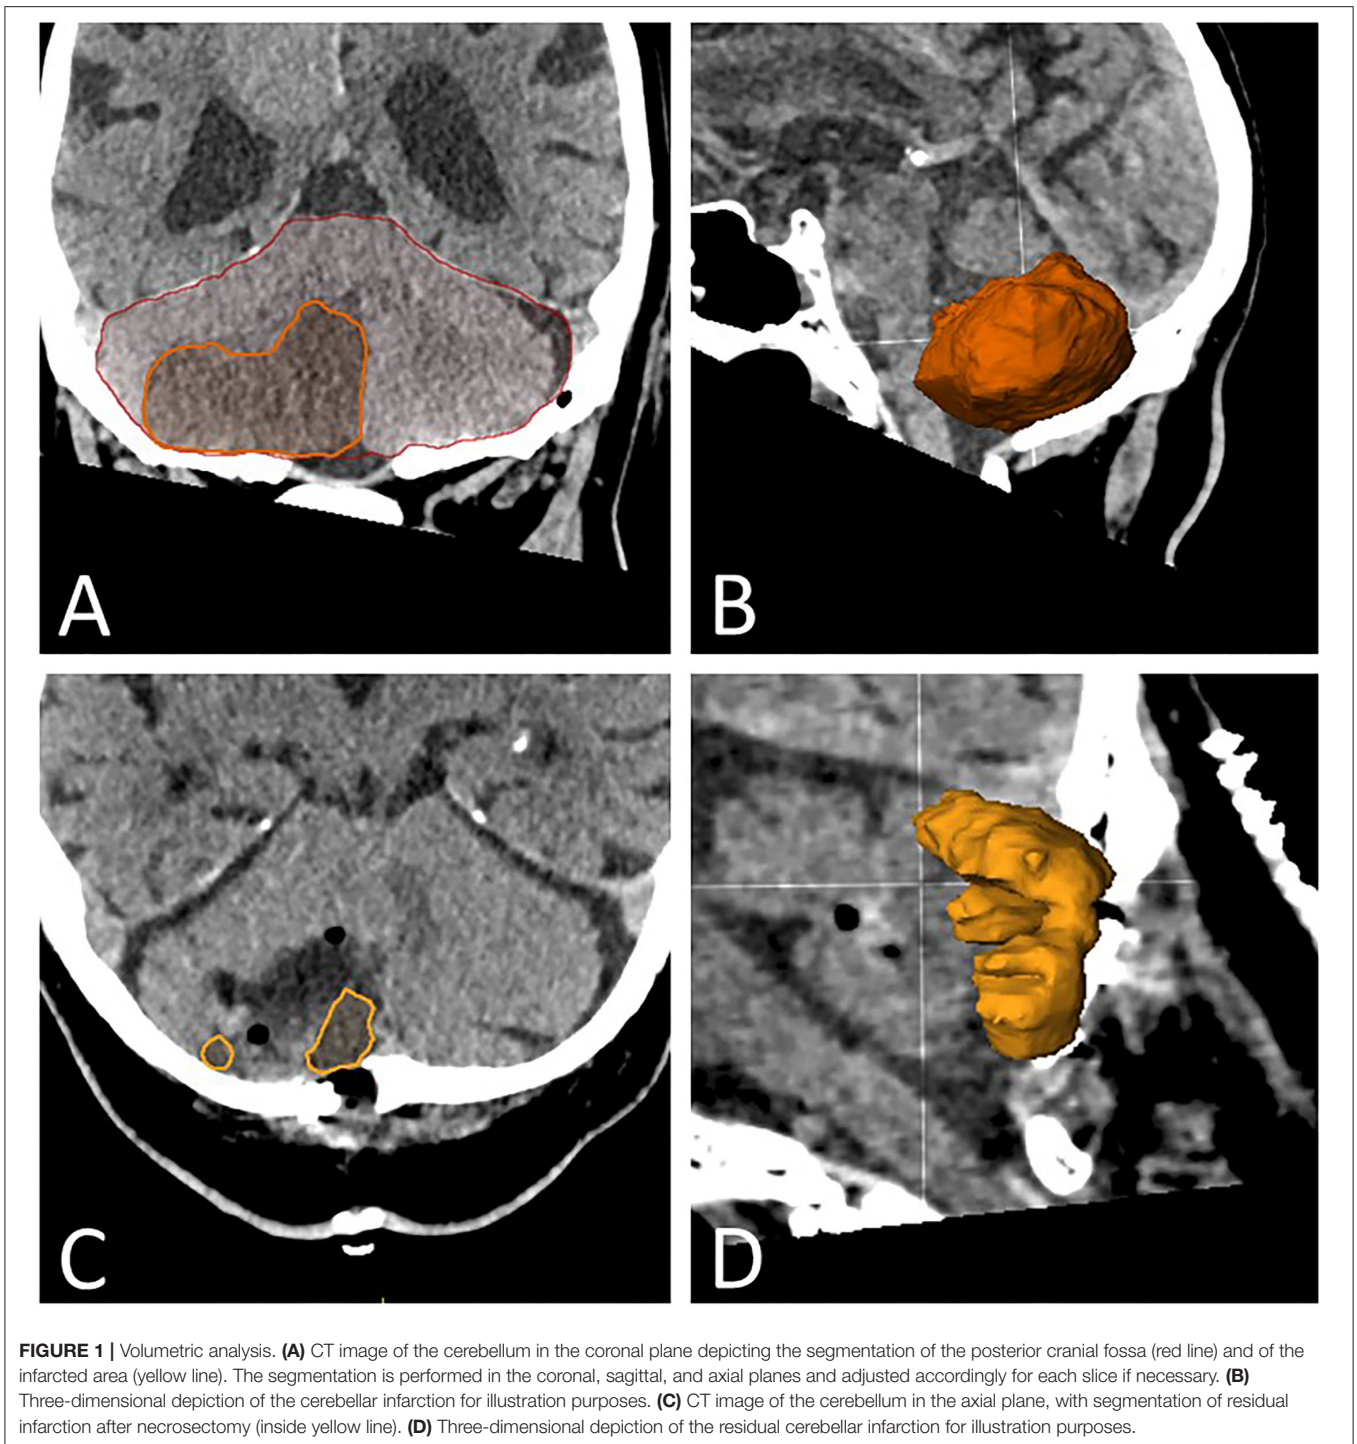 A
B
C
D
FIGURE 1 | Volumetric analysis. (A) CT image of the cerebellum in the coronal plane depicting the segmentation of the posterior cranial fossa (red line) and of the
infarcted area (yellow line). The segmentation is performed in the coronal, sagittal, and axial planes and adjusted accordingly for each slice if necessary. (B)
Three-dimensional depiction of the cerebellar infarction for illustration purposes. (C) CT image of the cerebellum in the axial plane, with segmentation of residual
infarction after necrosectomy (inside yellow line). (D) Three-dimensional depiction of the residual cerebellar infarction for illustration purposes.